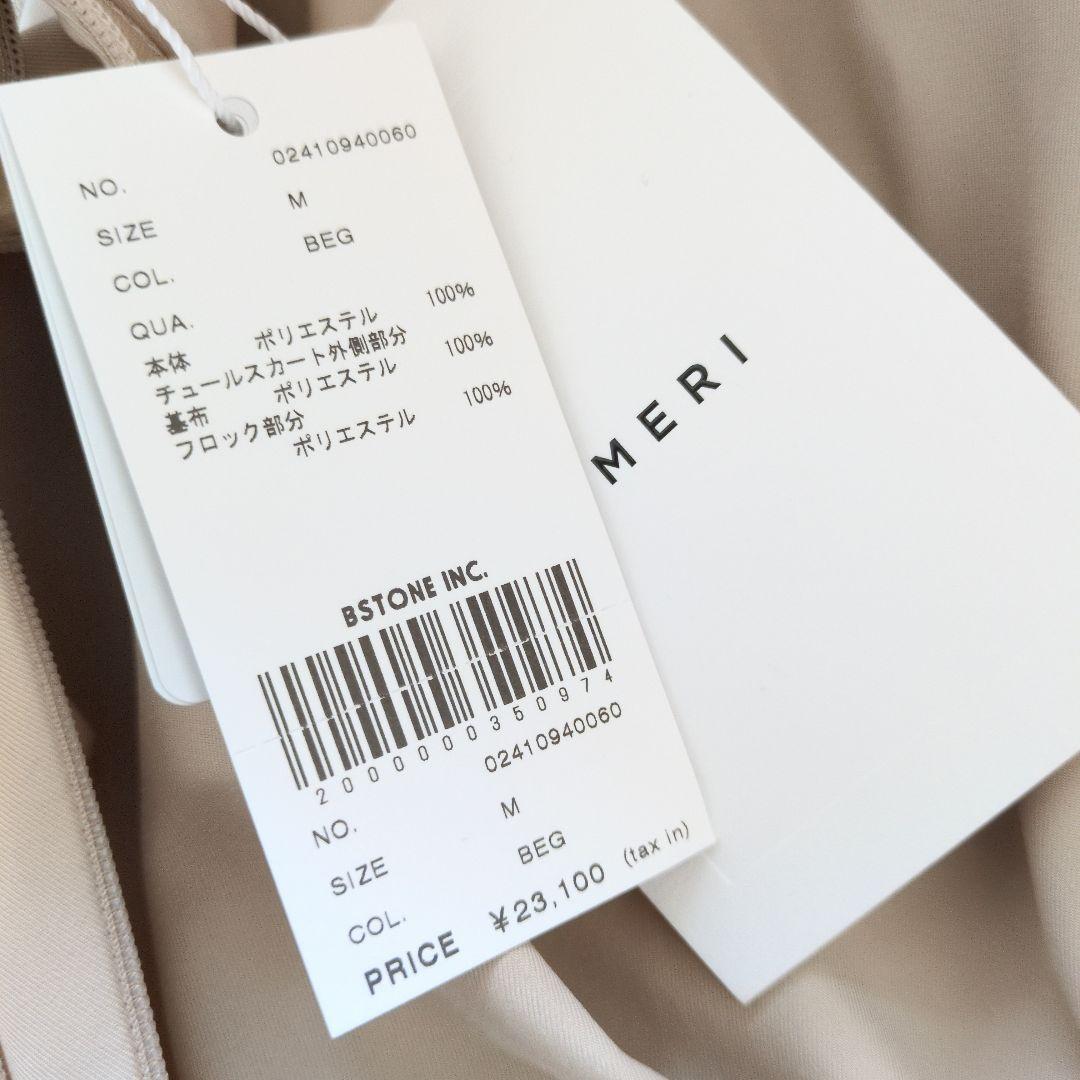 NO. 02410940060
SIZE M
COL. BEG
QUA.
本体 ポリエステル 100%
チュールスカート外側部分
基布 ポリエステル 100%
フロック部分
ポリエステル 100%
BSTONE INC.
2000000350974
NO. 02410940060
SIZE M
COL. BEG
PRICE ¥23,100 (tax in)
MERI